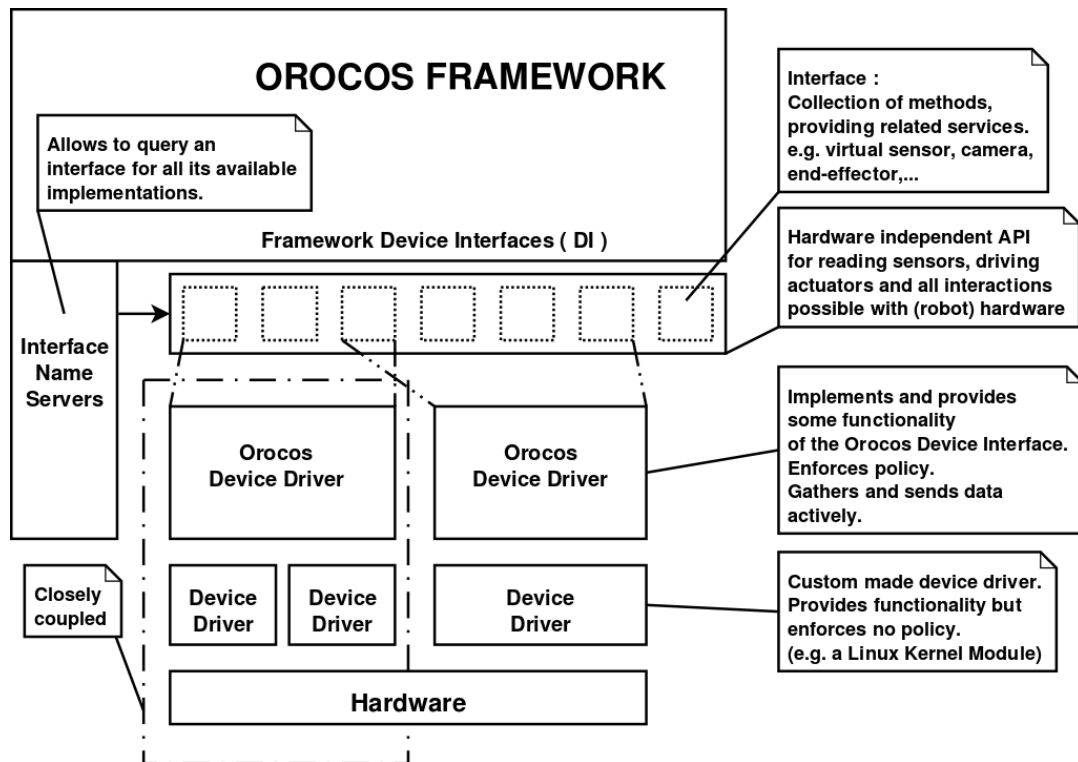 OROCOS FRAMEWORK
Allows to query an
interface for all its available
implementations.
Framework Device Interfaces ( DI )
Interface :
Collection of methods,
providing related services.
e.g. virtual sensor, camera,
end-effector,...
Hardware independent API
for reading sensors, driving
actuators and all interactions
possible with (robot) hardware
Interface
Name
Servers
Orocos
Device Driver
Orocos
Device Driver
Implements and provides
some functionality
of the Orocos Device Interface.
Enforces policy.
Gathers and sends data
actively.
Closely
coupled
Device
Driver
Device
Driver
Device
Driver
Custom made device driver.
Provides functionality but
enforces no policy.
(e.g. a Linux Kernel Module)
Hardware